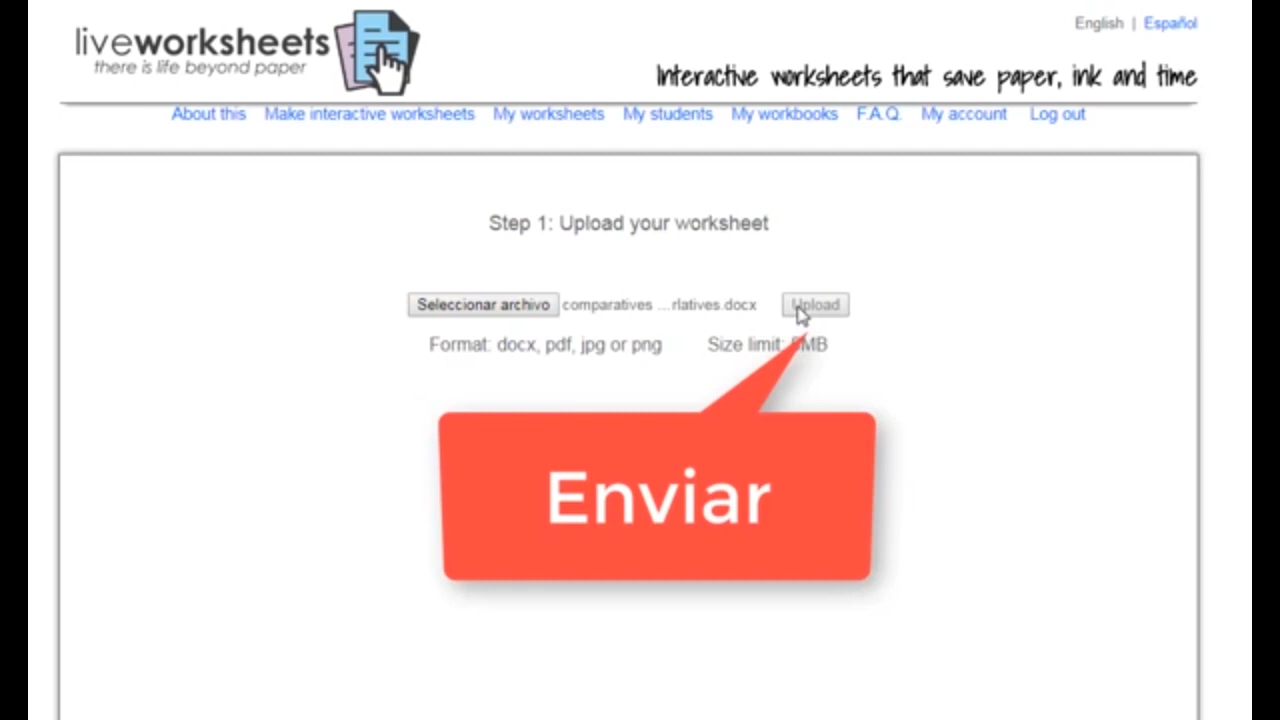 liveworksheets
there is life beyond paper
English | Español
Interactive worksheets that save paper, ink and time
About this Make interactive worksheets My worksheets My students My workbooks F.A.Q. My account Log out
Step 1: Upload your worksheet
Seleccionar archivo comparatives ...rlatives.docx Upload
Format: docx, pdf, jpg or png Size limit: MB
Enviar